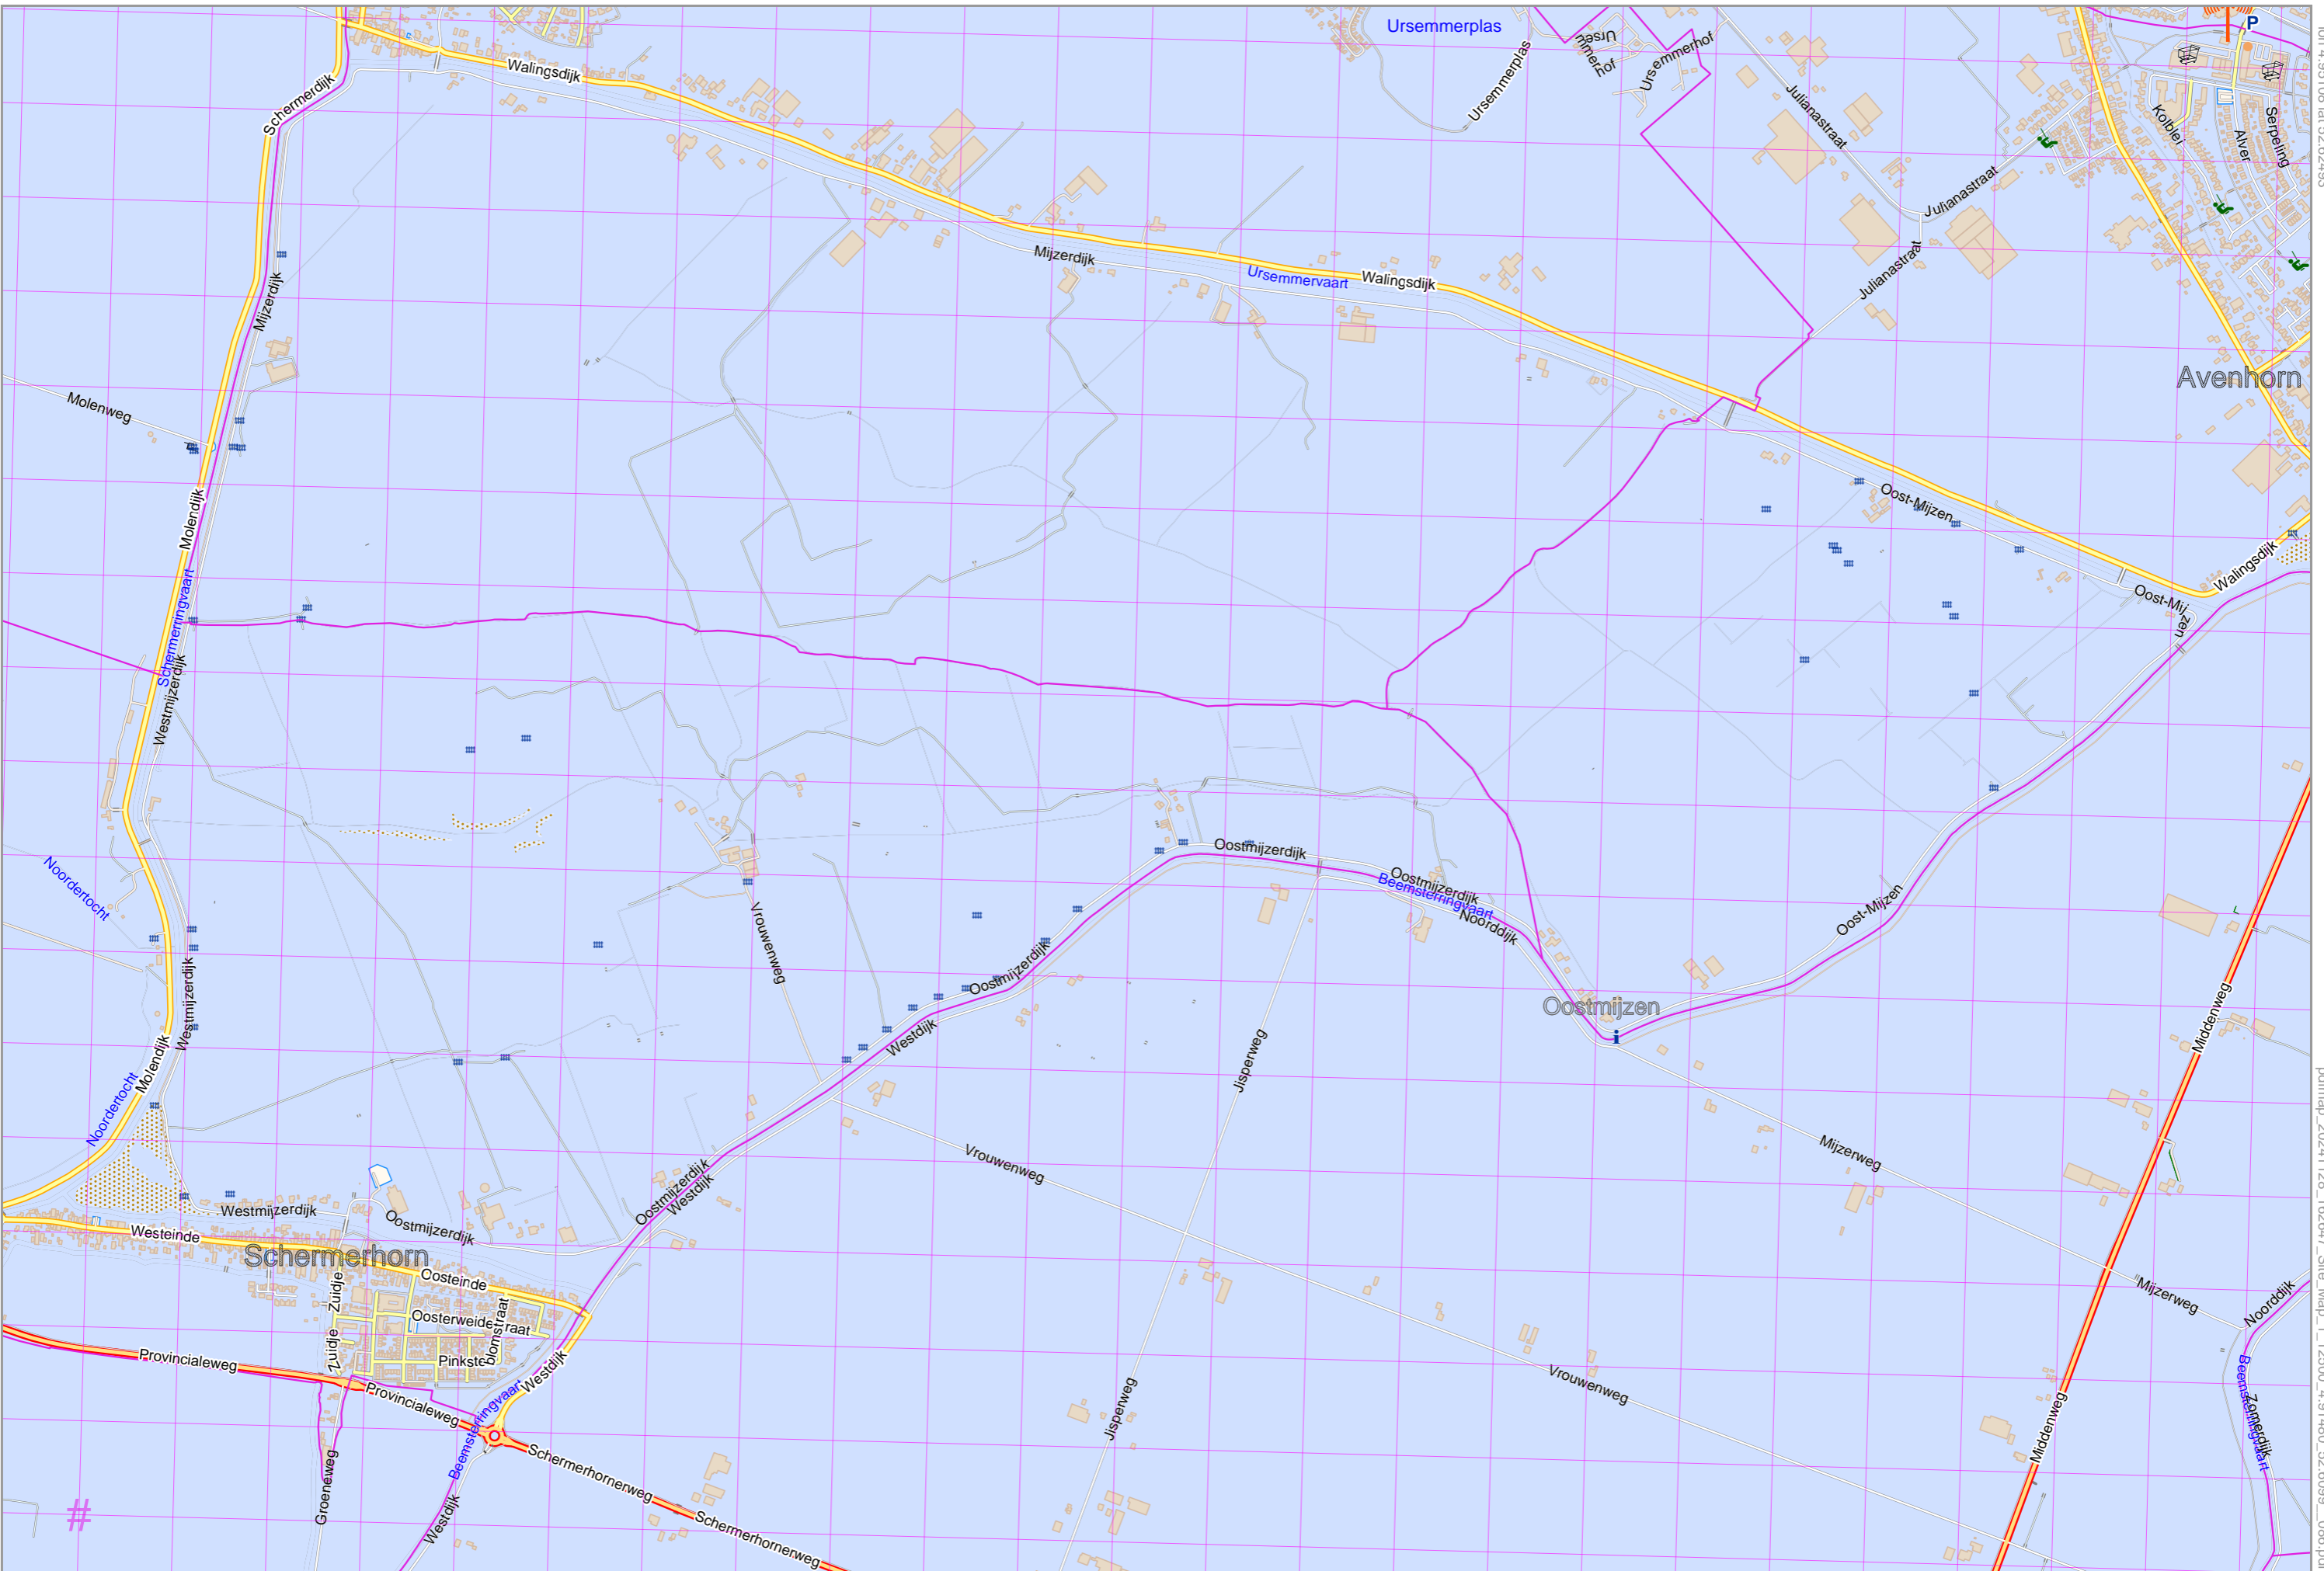 Ursemmerplas
P
Walingsdijk
Ursemmerplas
Ursemmerhof
Ursemmerhof
Schermerdijk
Julianastraat
Kolblei
Alver
Serpeling
Julianastraat
Mijzerdijk
Ursemmervaart
Walingsdijk
Julianastraat
Mijzerdijk
Avenhorn
Molenweg
Molendijk
Oost-Mijzen
Walingsdijk
Oost-Mijzen
Schermerringvaart
Westmijzerdijk
Noordertocht
Oostmijzerdijk
Oostmijzerdijk
Beemsterringvaart
Noorddijk
Oost-Mijzen
Vrouwenweg
Oostmijzerdijk
Westdijk
Westmijzerdijk
Oostmijzen
i
Middenweg
Molendijk
Noordertocht
Jisperweg
Vrouwenweg
Mijzerweg
Oostmijzerdijk
Westdijk
Westmijzerdijk
Oostmijzerdijk
Westeinde
Schermerhorn
Oosteinde
Zuidje
Zuidje
Mijzerweg
Noorddijk
Provincialeweg
Westdijk
Vrouwenweg
Provincialeweg
Beemsterringvaart
Jisperweg
Middenweg
Beemsterringvaart
Zomerdijk
Schermerhornerweg
Groeneweg
#
Westdijk
Schermerhornerweg